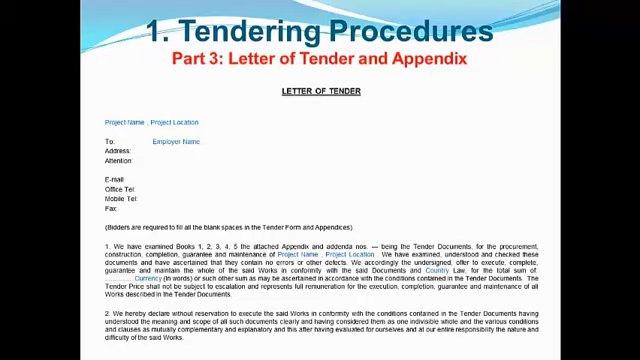 1. Tendering Procedures
Part 3: Letter of Tender and Appendix
LETTER OF TENDER
Project Name , Project Location
To: Employer Name
Address:
Attention:
E-mail:
Office Tel:
Mobile Tel:
Fax:
(Bidders are required to fill all the blank spaces in the Tender Form and Appendices)
1. We have examined Books 1, 2, 3, 4, 5 the attached Appendix and addenda nos. — being the Tender Documents, for the procurement,
construction, completion, guarantee and maintenance of Project Name , Project Location . We have examined, understood and checked these
documents and have ascertained that they contain no errors or other defects. We accordingly the undersigned, offer to execute, complete,
guarantee and maintain the whole of the said Works in conformity with the said Documents and Country Law, for the total sum of:
Currency (in words) or such other sum as may be ascertained in accordance with the conditions contained in the Tender Documents. The
Tender Price shall not be subject to escalation and represents full remuneration for the execution, completion, guarantee and maintenance of all
Works described in the Tender Documents.
2. We hereby declare without reservation to execute the said Works in conformity with the conditions contained in the Tender Documents having
understood the meaning and scope of all such documents clearly and having considered them as one indivisible whole and the various conditions
and clauses as mutually complementary and explanatory and this after having evaluated for ourselves and at our entire responsibility the nature and
difficulty of the said Works.